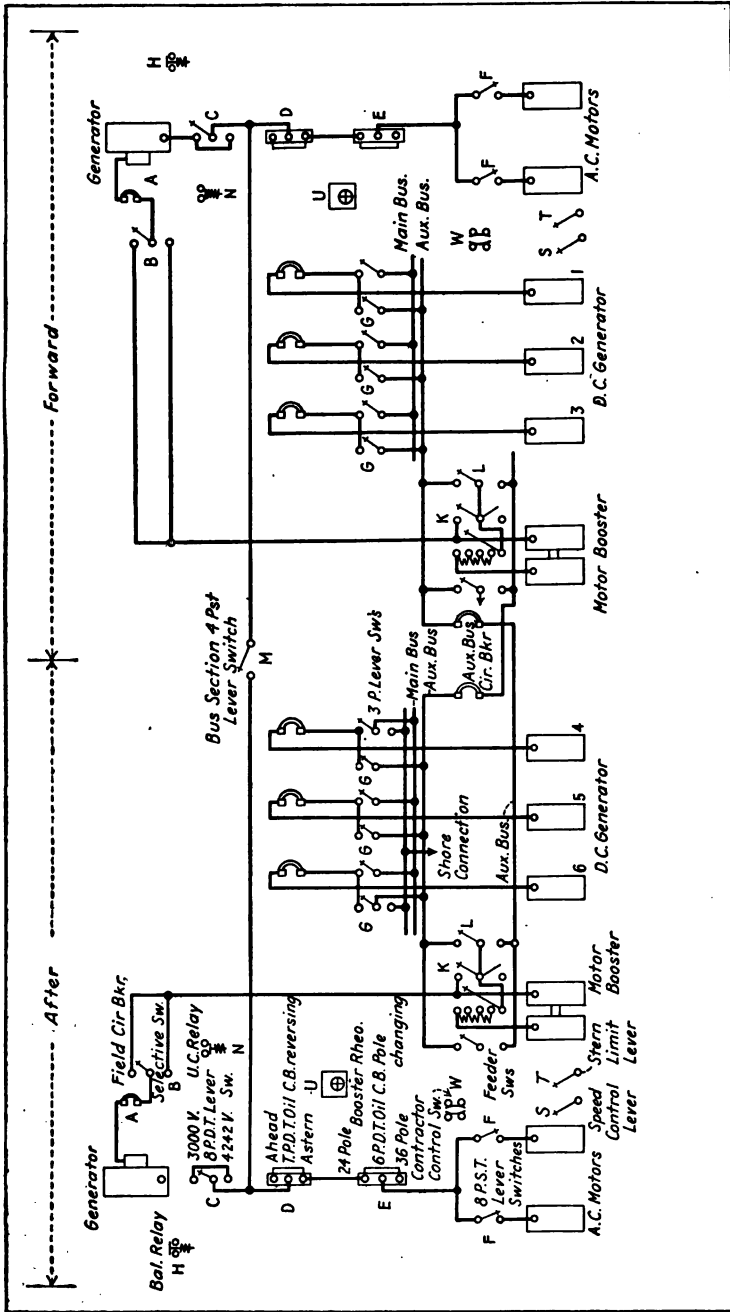 After
Forward
Generator
Field Cir Bkr,
A
Selective Sw.
B
Bal. Relay
H
3000 V.
8 P.D.T. Lever
4242 V. Sw.
C
U.C. Relay
N
Ahead
T.P.D.T. Oil C.B. reversing
Astern
D
U
Booster Rheo.
24 Pole
6 P.D.T. Oil C.B. Pole
changing
36 Pole
E
Contractor
Control Sw.
W
F
F
8 P.S.T.
Lever
Switches
A.C. Motors
S
T
Speed
Control
Lever
Stern
Limit
Lever
Feeder
Sws
K
L
Motor
Booster
G
G
G
Shore
Connection
Aux. Bus.
6
5
4
D.C. Generator
3 P. Lever Sw's
Main Bus
Aux. Bus
Aux. Bus
Cir. Bkr
Bus Section 4 Pst
Lever Switch
M
K
L
Motor Booster
G
G
G
3
2
1
D.C. Generator
Main Bus.
Aux. Bus.
Generator
A
B
C
H
N
D
U
E
W
F
F
S
T
A.C. Motors